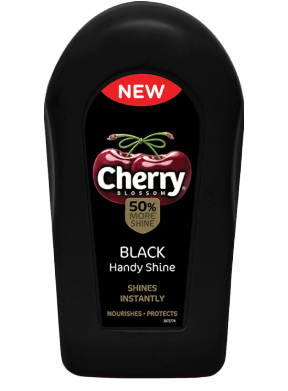 NEW
Cherry
BLOSSOM
50%
MORE
SHINE
BLACK
Handy Shine
SHINES
INSTANTLY
NOURISHES • PROTECTS